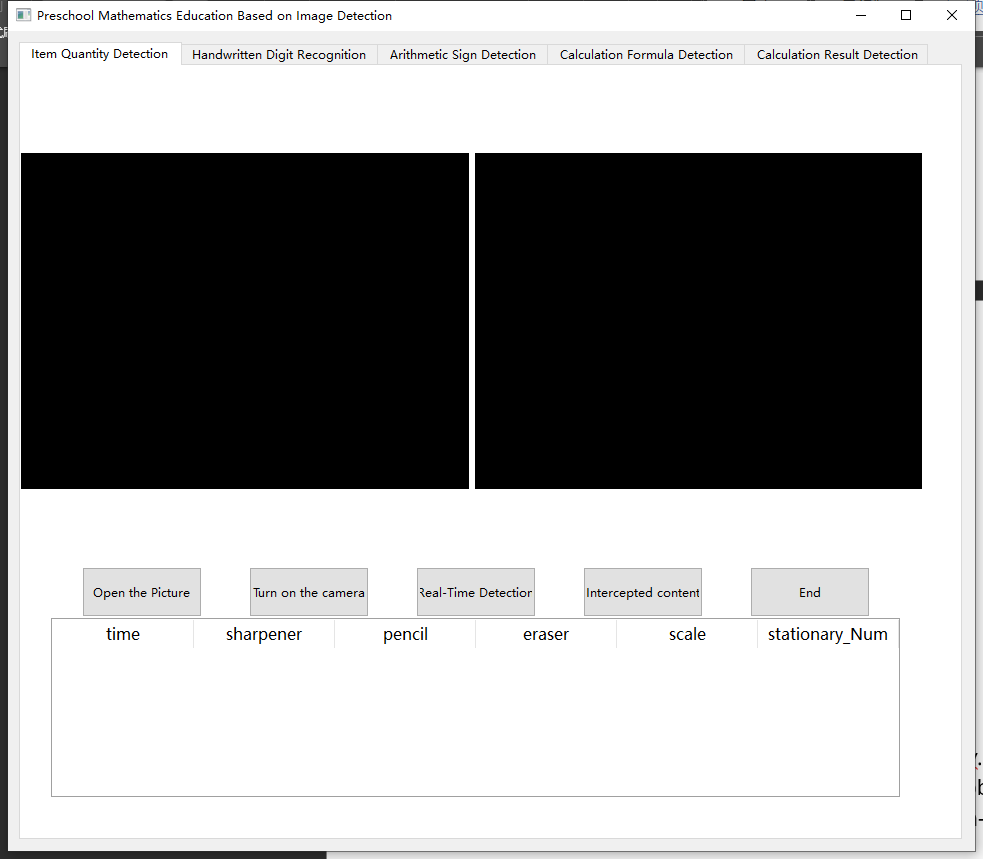 Preschool Mathematics Education Based on Image Detection
Item Quantity Detection Handwritten Digit Recognition Arithmetic Sign Detection Calculation Formula Detection Calculation Result Detection
Open the Picture Turn on the camera Real-Time Detection Intercepted content End
time sharpener pencil eraser scale stationary_Num